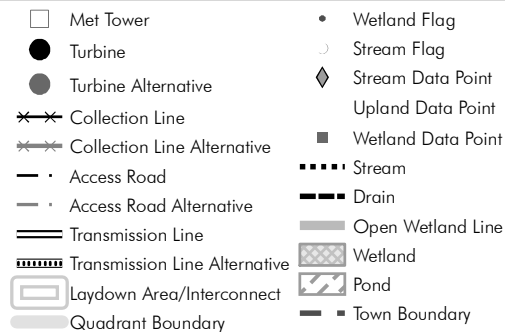 Met Tower
Turbine
Turbine Alternative
Collection Line
Collection Line Alternative
Access Road
Access Road Alternative
Transmission Line
Transmission Line Alternative
Laydown Area/Interconnect
Quadrant Boundary
Wetland Flag
Stream Flag
Stream Data Point
Upland Data Point
Wetland Data Point
Stream
Drain
Open Wetland Line
Wetland
Pond
Town Boundary